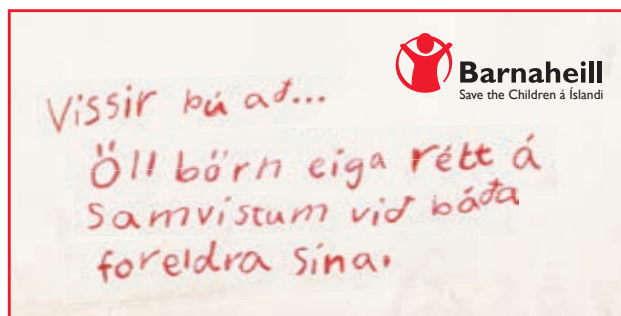 Barnaheill
Save the Children á Íslandi
Vissir þú að...
Öll börn eiga rétt á
samvistum við báða
foreldra sína.